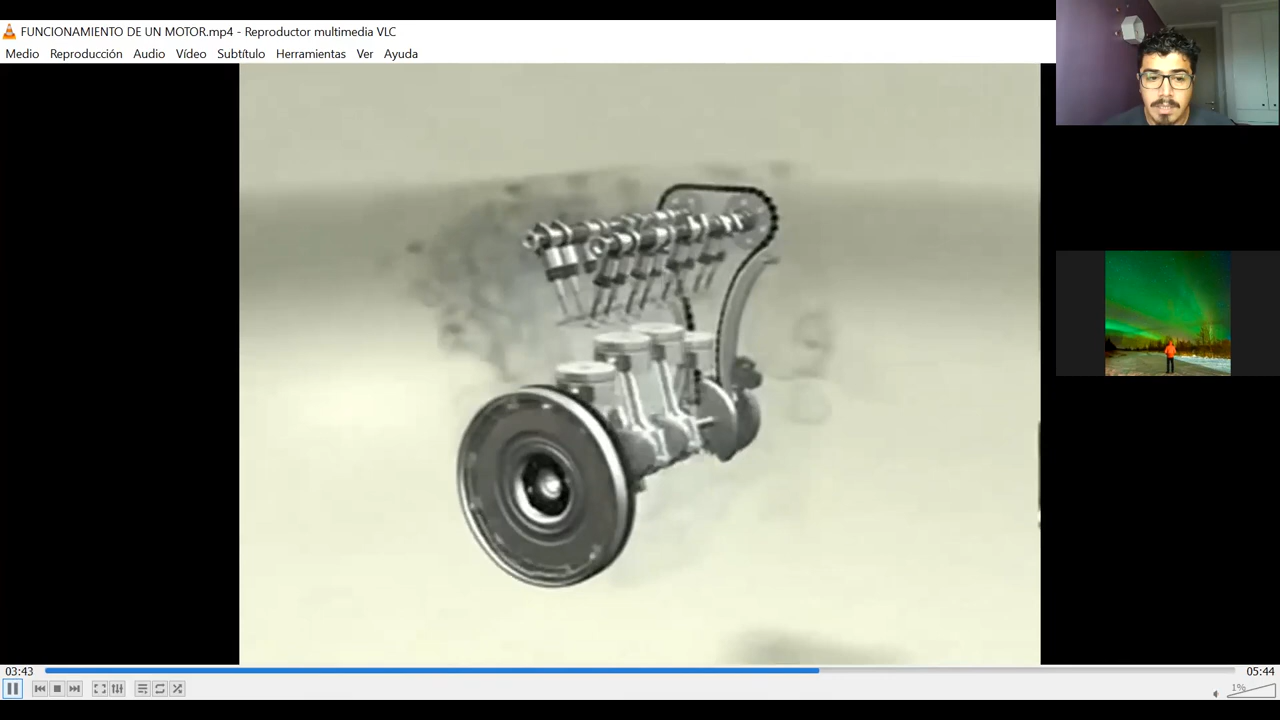 FUNCIONAMIENTO DE UN MOTOR.mp4 - Reproductor multimedia VLC
Medio Reproducción Audio Vídeo Subtítulo Herramientas Ver Ayuda
03:43 05:44
1%